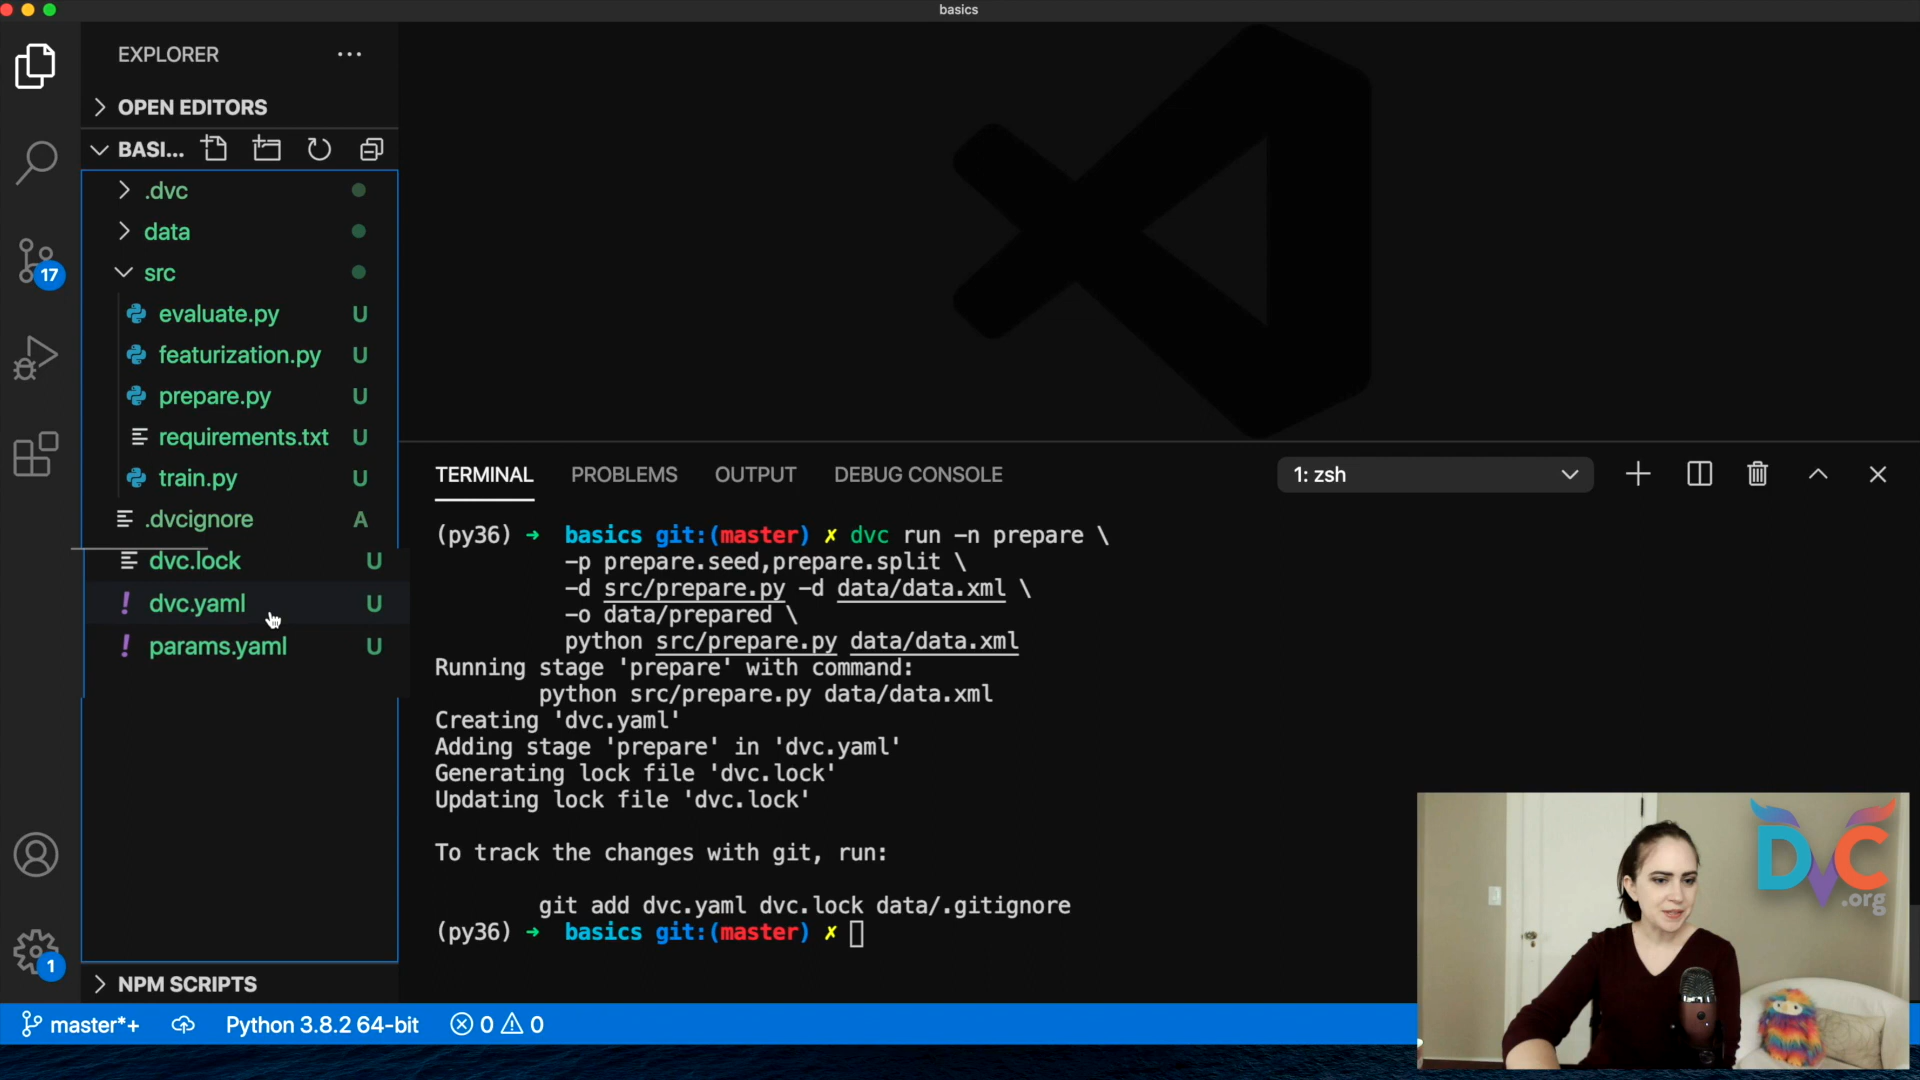 basics
EXPLORER
OPEN EDITORS
BASI...
.dvc
data
src
evaluate.py U
featurization.py U
prepare.py U
requirements.txt U
train.py U
.dvcignore A
dvc.lock U
! dvc.yaml U
! params.yaml U
NPM SCRIPTS
17
1
TERMINAL PROBLEMS OUTPUT DEBUG CONSOLE 1: zsh
(py36) → basics git:(master) ✗ dvc run -n prepare \
-p prepare.seed,prepare.split \
-d src/prepare.py -d data/data.xml \
-o data/prepared \
python src/prepare.py data/data.xml
Running stage 'prepare' with command:
python src/prepare.py data/data.xml
Creating 'dvc.yaml'
Adding stage 'prepare' in 'dvc.yaml'
Generating lock file 'dvc.lock'
Updating lock file 'dvc.lock'
To track the changes with git, run:
git add dvc.yaml dvc.lock data/.gitignore
(py36) → basics git:(master) ✗
DVC
.org
master*+ Python 3.8.2 64-bit 0 0